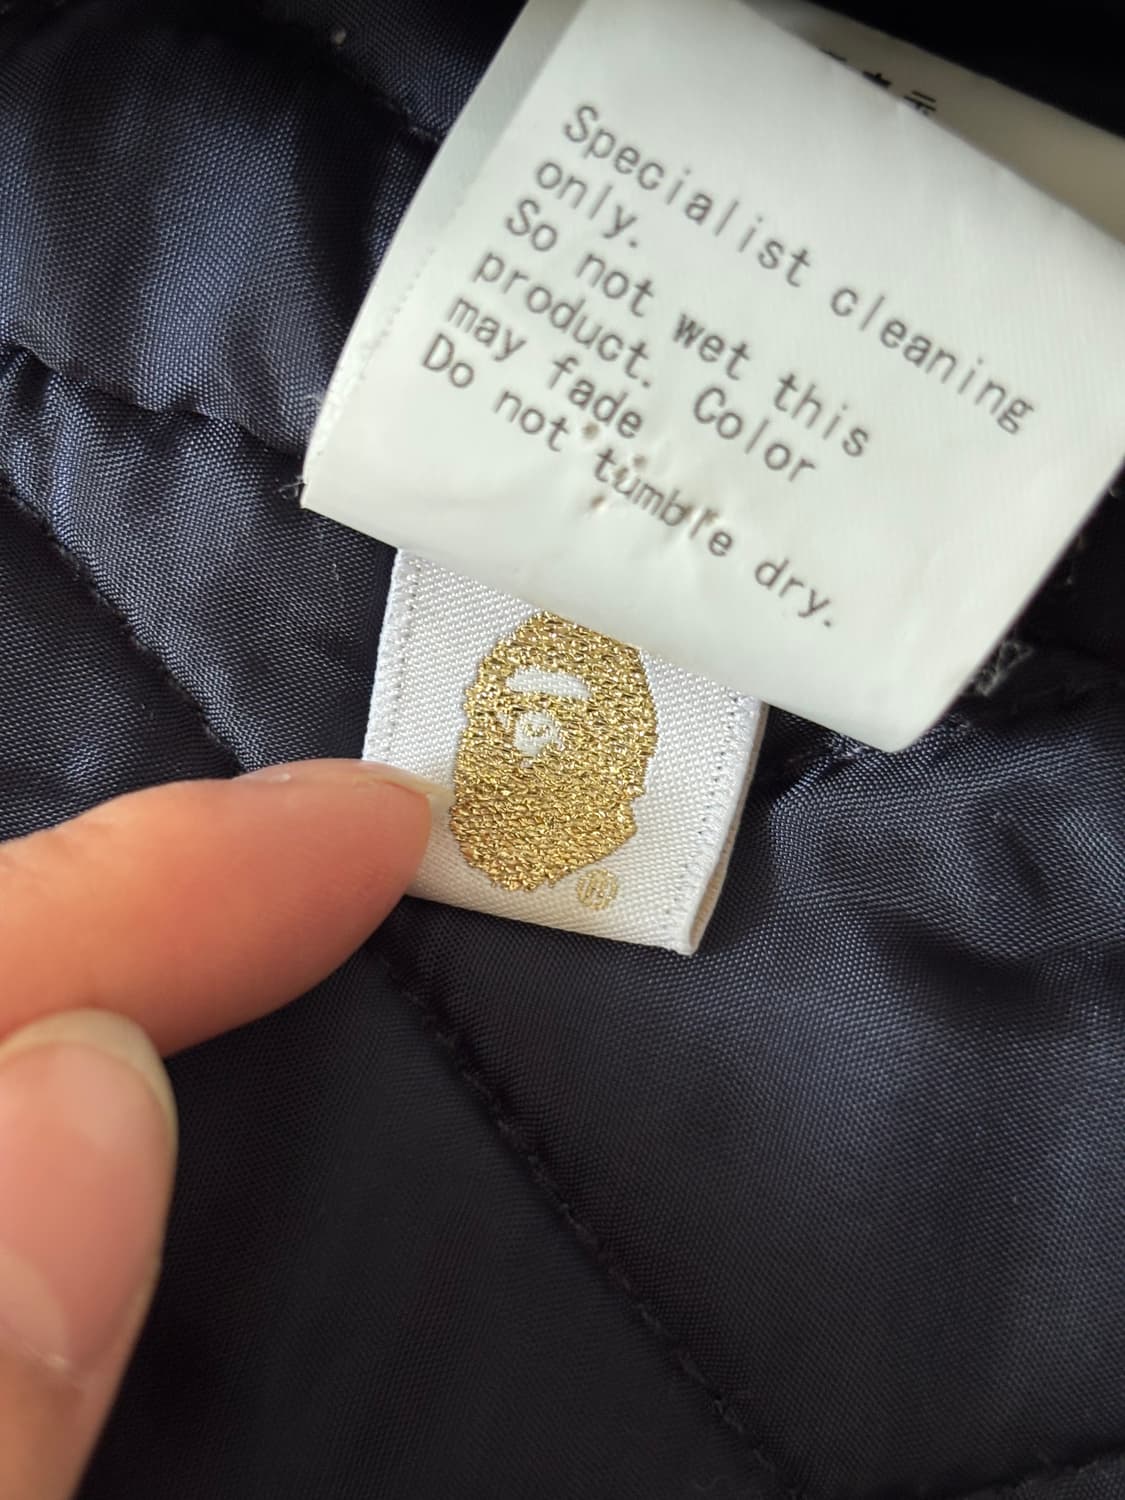 Specialist cleaning
only.
So not wet this
product. Color
may fade
Do not tumble dry.